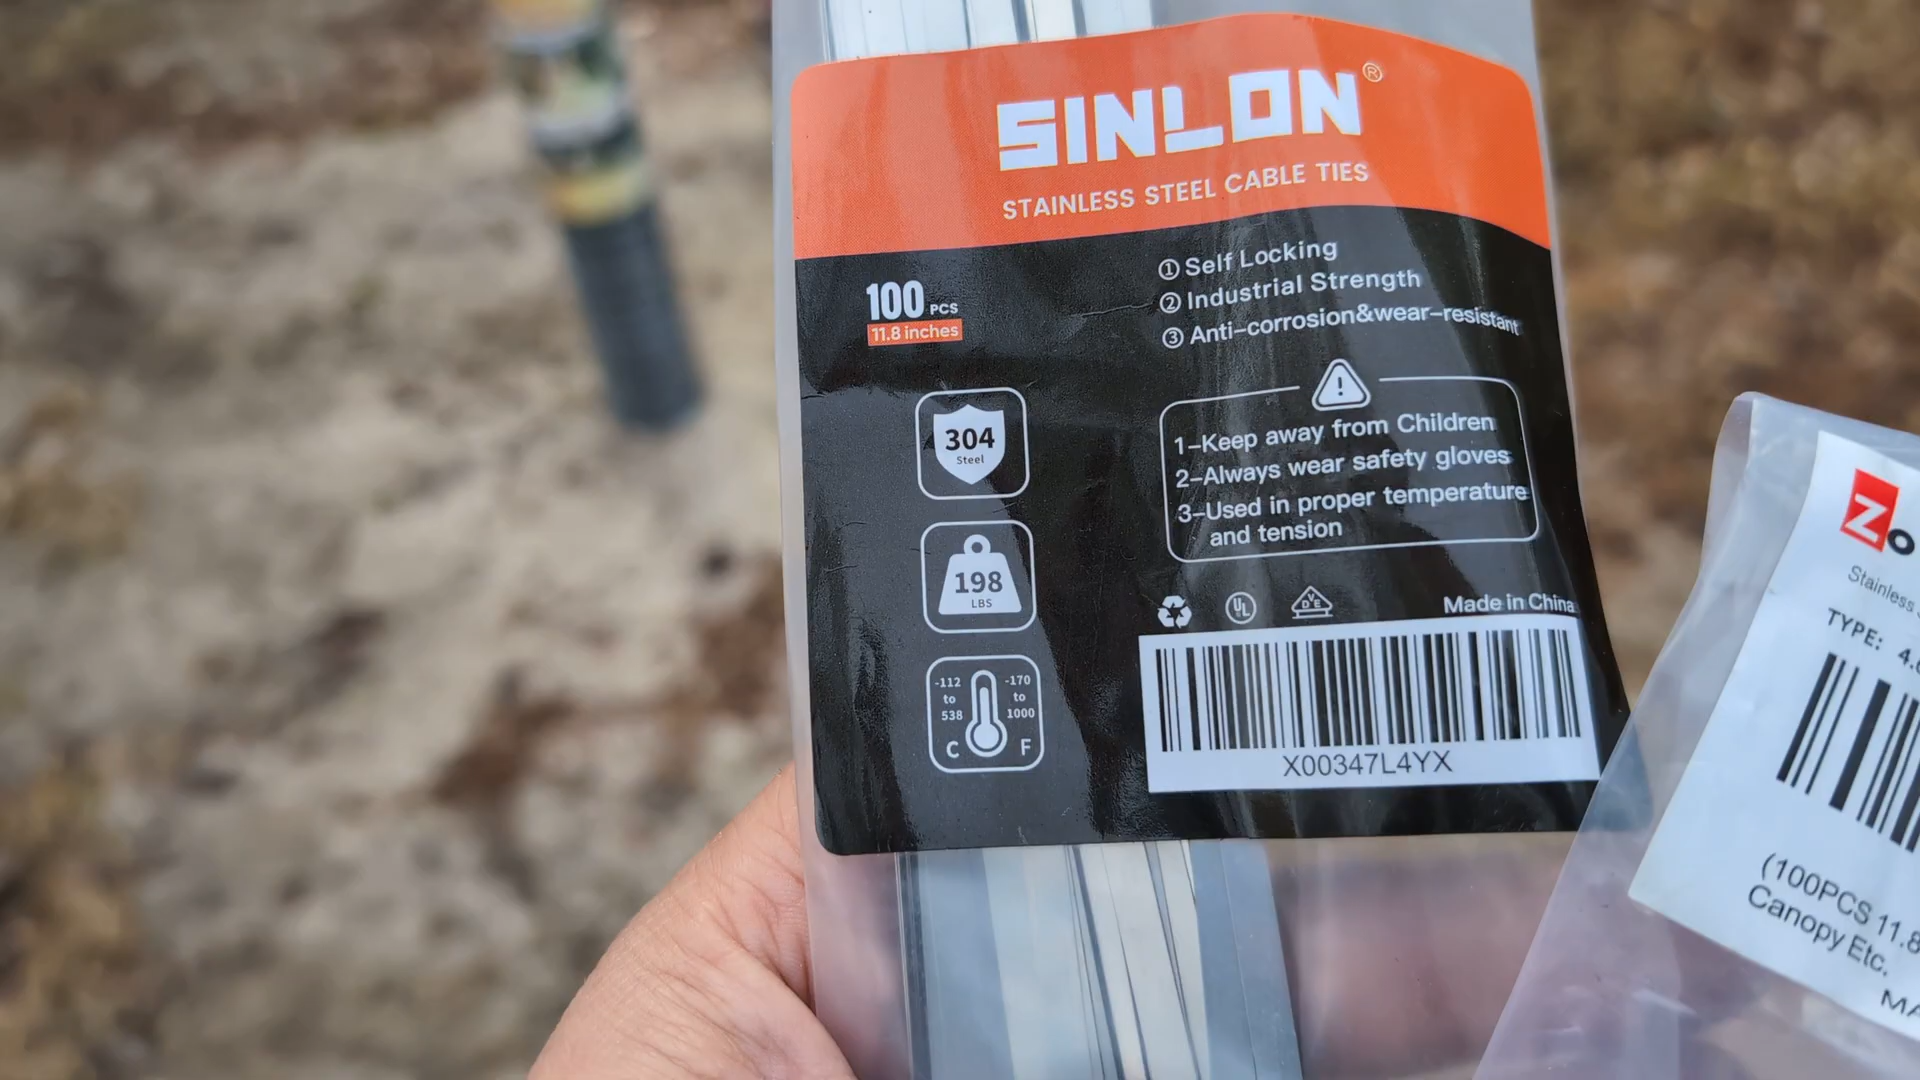 SINLON®
STAINLESS STEEL CABLE TIES
100 PCS
11.8 inches
① Self Locking
② Industrial Strength
③ Anti-corrosion&wear-resistant
304
Steel
198
LBS
-112
to
538
C
-170
to
1000
F
1-Keep away from Children
2-Always wear safety gloves
3-Used in proper temperature
and tension
UL
DVE
Made in China
X00347L4YX
Zo
Stainless
TYPE: 4.
(100PCS 11.8
Canopy Etc.
MA